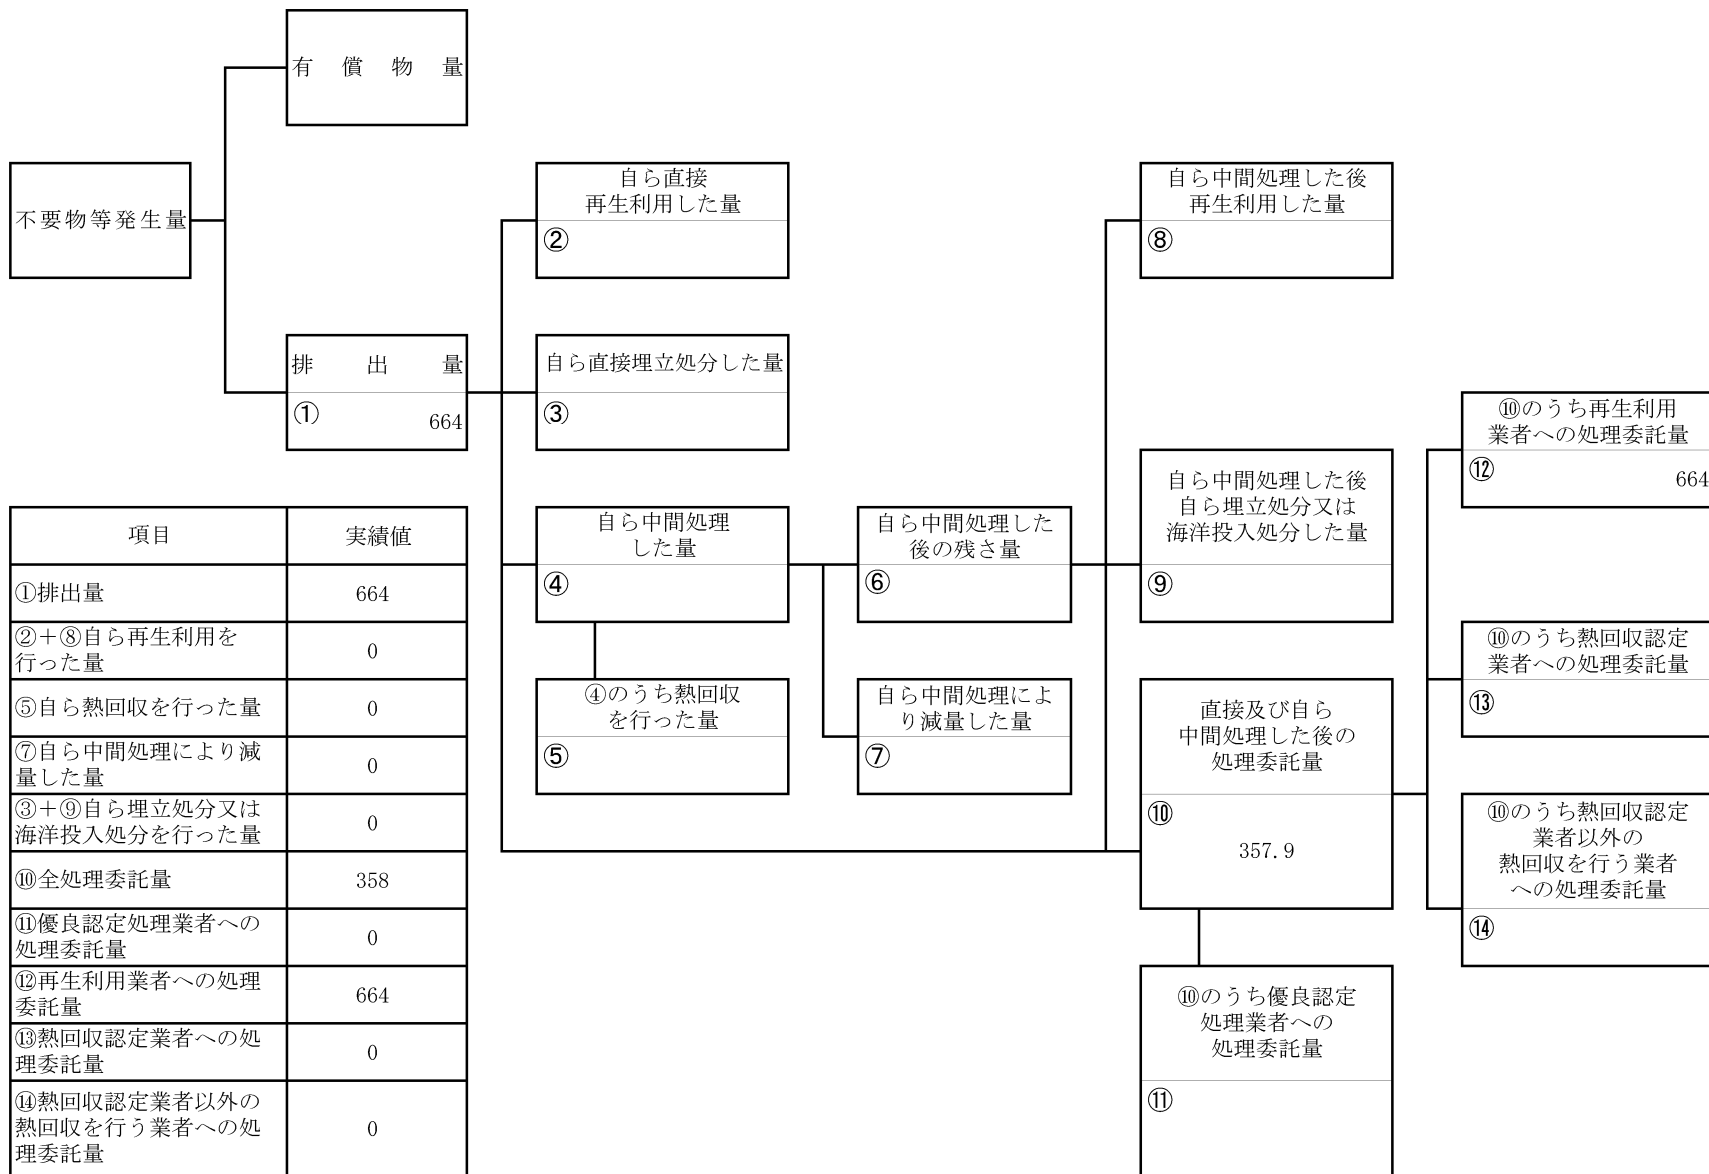 有償物量
不要物等発生量
自ら直接
再生利用した量
②
自ら中間処理した後
再生利用した量
⑧
排出量
①
664
自ら直接埋立処分した量
③
⑩のうち再生利用
業者への処理委託量
⑫
664
自ら中間処理
した量
④
自ら中間処理した
後の残さ量
⑥
自ら中間処理した後
自ら埋立処分又は
海洋投入処分した量
⑨
⑩のうち熱回収認定
業者への処理委託量
⑬
④のうち熱回収
を行った量
⑤
自ら中間処理によ
り減量した量
⑦
直接及び自ら
中間処理した後の
処理委託量
⑩
357.9
⑩のうち熱回収認定
業者以外の
熱回収を行う業者
への処理委託量
⑭
⑩のうち優良認定
処理業者への
処理委託量
⑪
項目 実績値
①排出量 664
②+⑧自ら再生利用を
行った量
0
⑤自ら熱回収を行った量 0
⑦自ら中間処理により減
量した量
0
③+⑨自ら埋立処分又は
海洋投入処分を行った量
0
⑩全処理委託量 358
⑪優良認定処理業者への
処理委託量
0
⑫再生利用業者への処理
委託量
664
⑬熱回収認定業者への処
理委託量
0
⑭熱回収認定業者以外の
熱回収を行う業者への処
理委託量
0